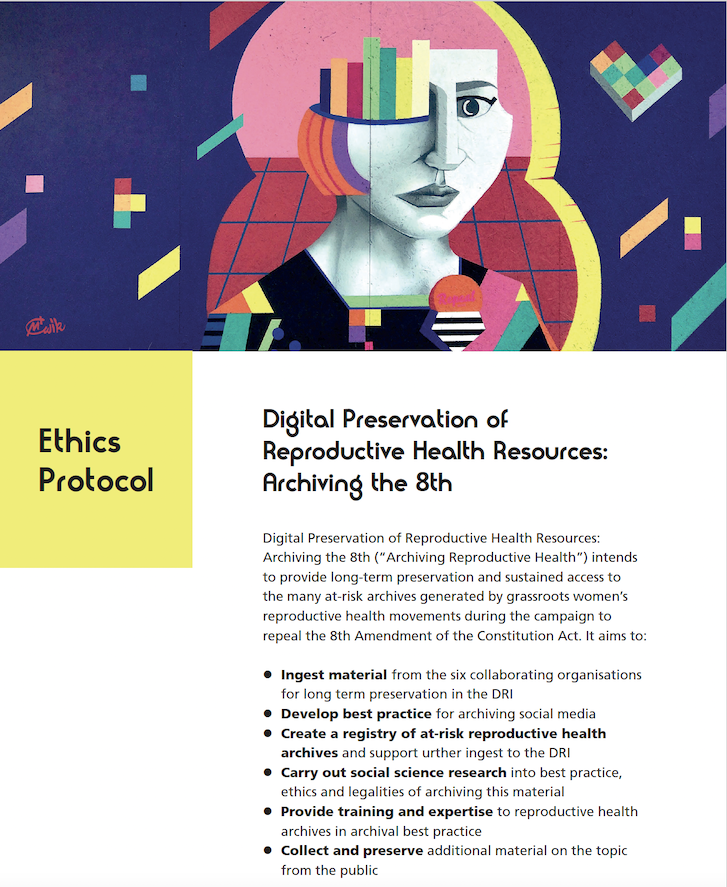 Repeal
Ethics
Protocol
Digital Preservation of
Reproductive Health Resources:
Archiving the 8th
Digital Preservation of Reproductive Health Resources:
Archiving the 8th (“Archiving Reproductive Health”) intends
to provide long-term preservation and sustained access to
the many at-risk archives generated by grassroots women’s
reproductive health movements during the campaign to
repeal the 8th Amendment of the Constitution Act. It aims to:
● Ingest material from the six collaborating organisations
for long term preservation in the DRI
● Develop best practice for archiving social media
● Create a registry of at-risk reproductive health
archives and support urther ingest to the DRI
● Carry out social science research into best practice,
ethics and legalities of archiving this material
● Provide training and expertise to reproductive health
archives in archival best practice
● Collect and preserve additional material on the topic
from the public